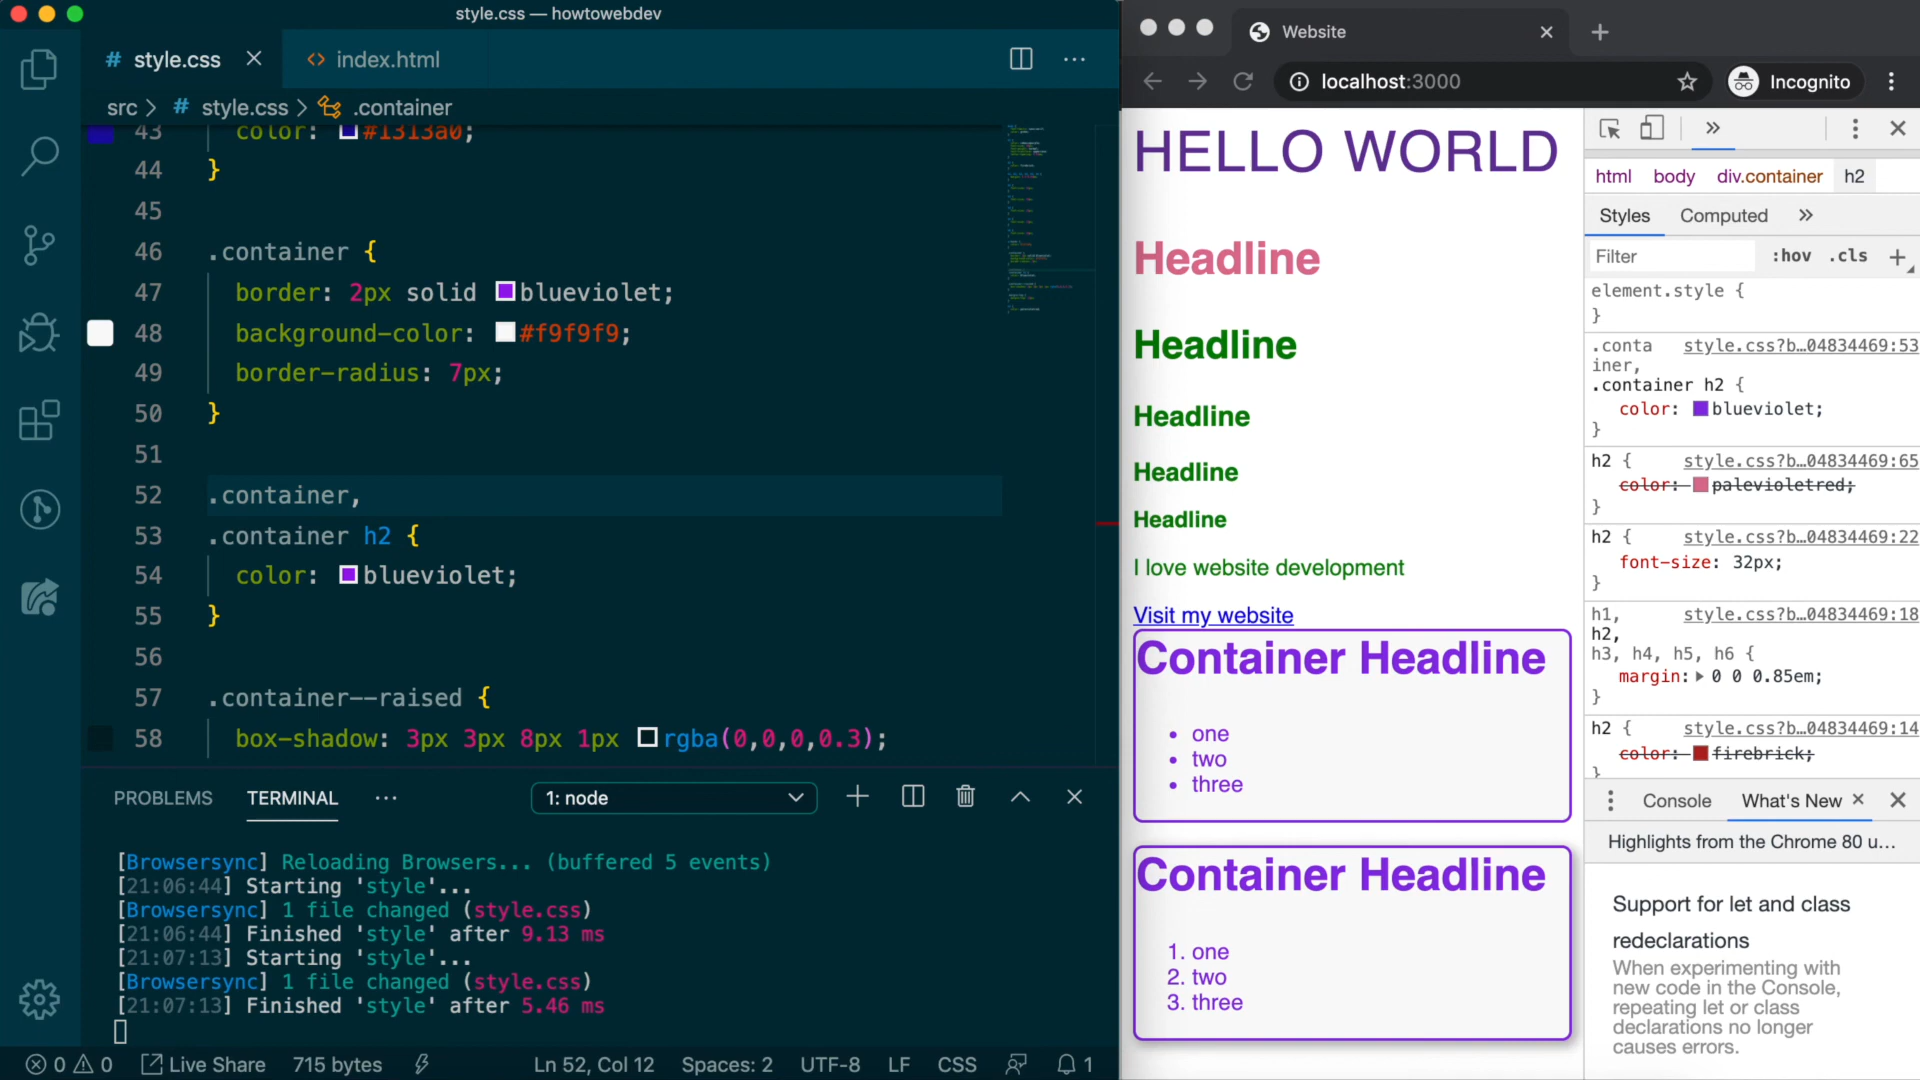 style.css — howtowebdev
# style.css
<> index.html
src > # style.css > .container
43 color: #1313a0;
44 }
45
46 .container {
47 border: 2px solid blueviolet;
48 background-color: #f9f9f9;
49 border-radius: 7px;
50 }
51
52 .container,
53 .container h2 {
54 color: blueviolet;
55 }
56
57 .container--raised {
58 box-shadow: 3px 3px 8px 1px rgba(0,0,0,0.3);
PROBLEMS TERMINAL ...
1: node
[Browsersync] Reloading Browsers... (buffered 5 events)
[21:06:44] Starting 'style'...
[Browsersync] 1 file changed (style.css)
[21:06:44] Finished 'style' after 9.13 ms
[21:07:13] Starting 'style'...
[Browsersync] 1 file changed (style.css)
[21:07:13] Finished 'style' after 5.46 ms
0 0 Live Share 715 bytes Ln 52, Col 12 Spaces: 2 UTF-8 LF CSS 1
Website
localhost:3000
Incognito
HELLO WORLD
Headline
Headline
Headline
Headline
Headline
I love website development
Visit my website
Container Headline
• one
• two
• three
Container Headline
1. one
2. two
3. three
html body div.container h2
Styles Computed
Filter :hov .cls +
element.style {
}
.conta style.css?b…04834469:53
iner,
.container h2 {
color: blueviolet;
}
h2 { style.css?b…04834469:65
color: palevioletred;
}
h2 { style.css?b…04834469:22
font-size: 32px;
}
h1, style.css?b…04834469:18
h2,
h3, h4, h5, h6 {
margin: 0 0 0.85em;
}
h2 { style.css?b…04834469:14
color: firebrick;
}
Console What's New
Highlights from the Chrome 80 u…
Support for let and class
redeclarations
When experimenting with
new code in the Console,
repeating let or class
declarations no longer
causes errors.